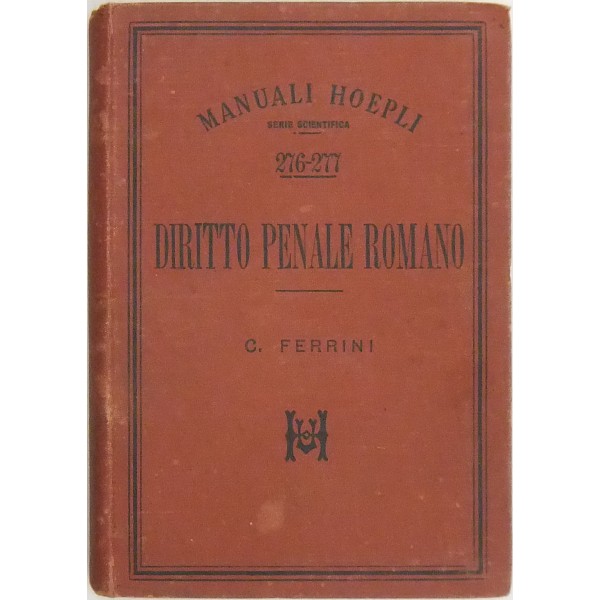 MANUALI HOEPLI
SERIE SCIENTIFICA
276-277
DIRITTO PENALE ROMANO
C. FERRINI